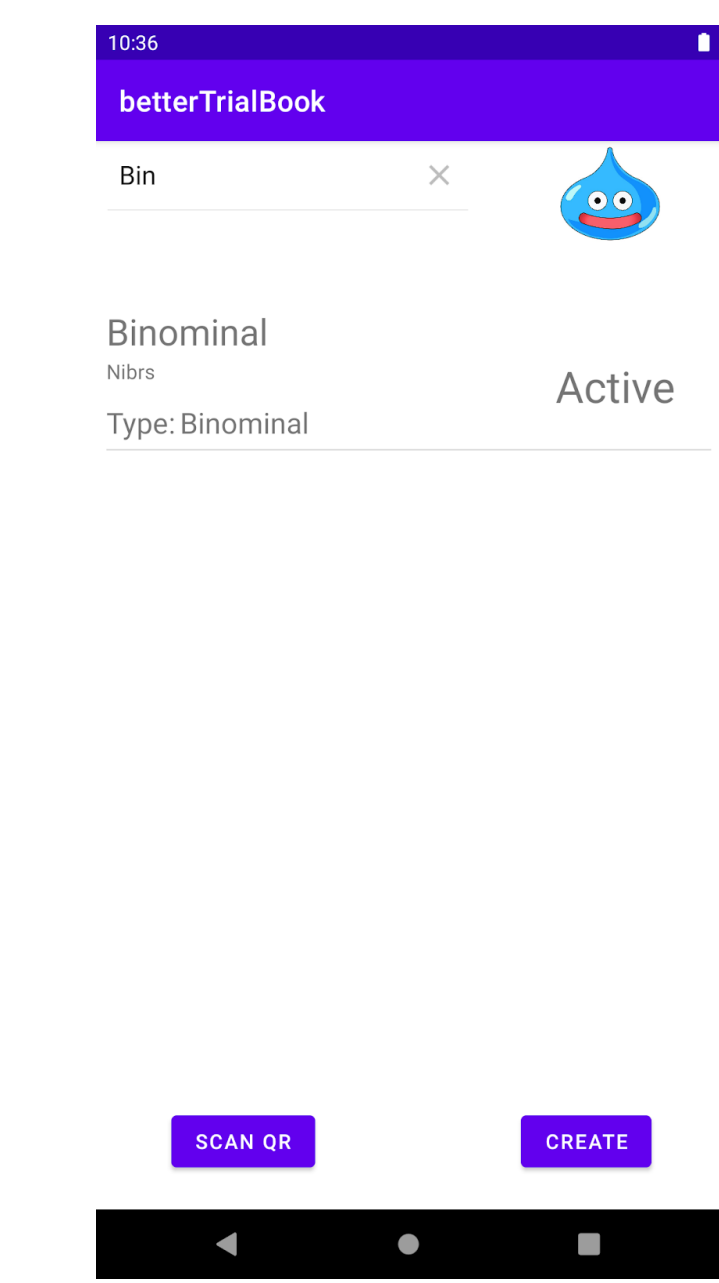 10:36
betterTrialBook
Bin
Binominal
Nibrs
Active
Type: Binominal
SCAN QR
CREATE